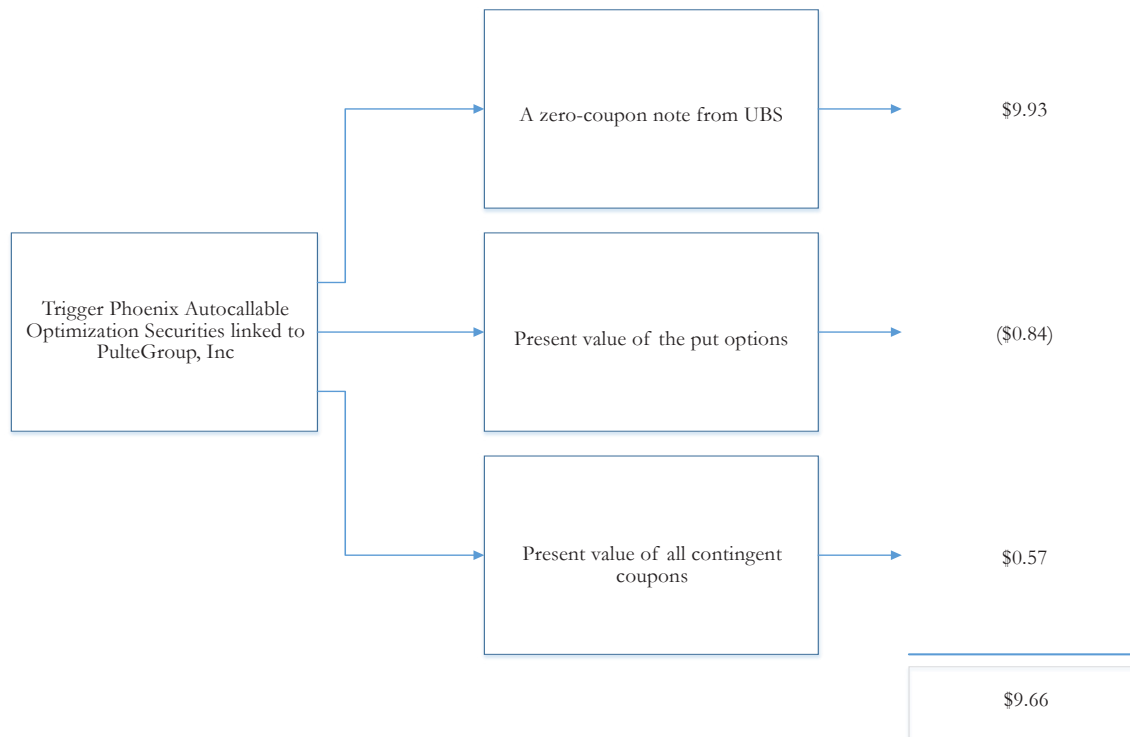 A zero-coupon note from UBS
$9.93
Trigger Phoenix Autocallable
Optimization Securities linked to
PulteGroup, Inc
Present value of the put options
($0.84)
Present value of all contingent
coupons
$0.57
$9.66